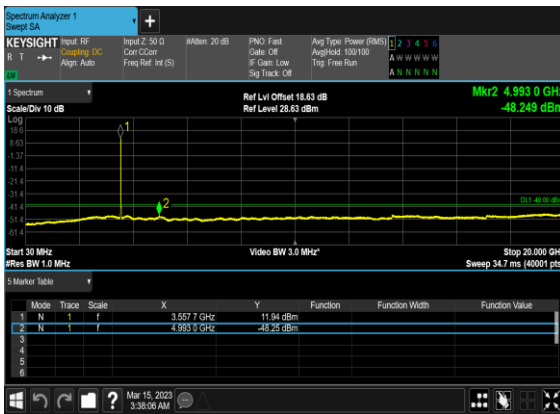 Spectrum Analyzer 1
Swept SA
KEYSIGHT
R T
LV
Input: RF
Coupling: DC
Align: Auto
Input Z: 50 Ω
Corr CCorr
Freq Ref: Int (S)
#Atten: 20 dB
PNO: Fast
Gate: Off
IF Gain: Low
Sig Track: Off
Avg Type: Power (RMS)
Avg|Hold: 100/100
Trig: Free Run
1 2 3 4 5 6
A W W W W W
A N N N N N
1 Spectrum
Scale/Div 10 dB
Ref Lvl Offset 18.63 dB
Ref Level 28.63 dBm
Mkr2 4.993 0 GHz
-48.249 dBm
Log
18.6
8.63
-1.37
-11.4
-21.4
-31.4
-41.4
-51.4
-61.4
1
2
DL1 -40.00 dBm
Start 30 MHz
#Res BW 1.0 MHz
Video BW 3.0 MHz*
Stop 20.000 GHz
Sweep 34.7 ms (40001 pts)
5 Marker Table
Mode Trace Scale X Y Function Function Width Function Value
1 N 1 f 3.557 7 GHz 11.94 dBm
2 N 1 f 4.993 0 GHz -48.25 dBm
3
4
5
6
?
Mar 15, 2023
3:38:06 AM